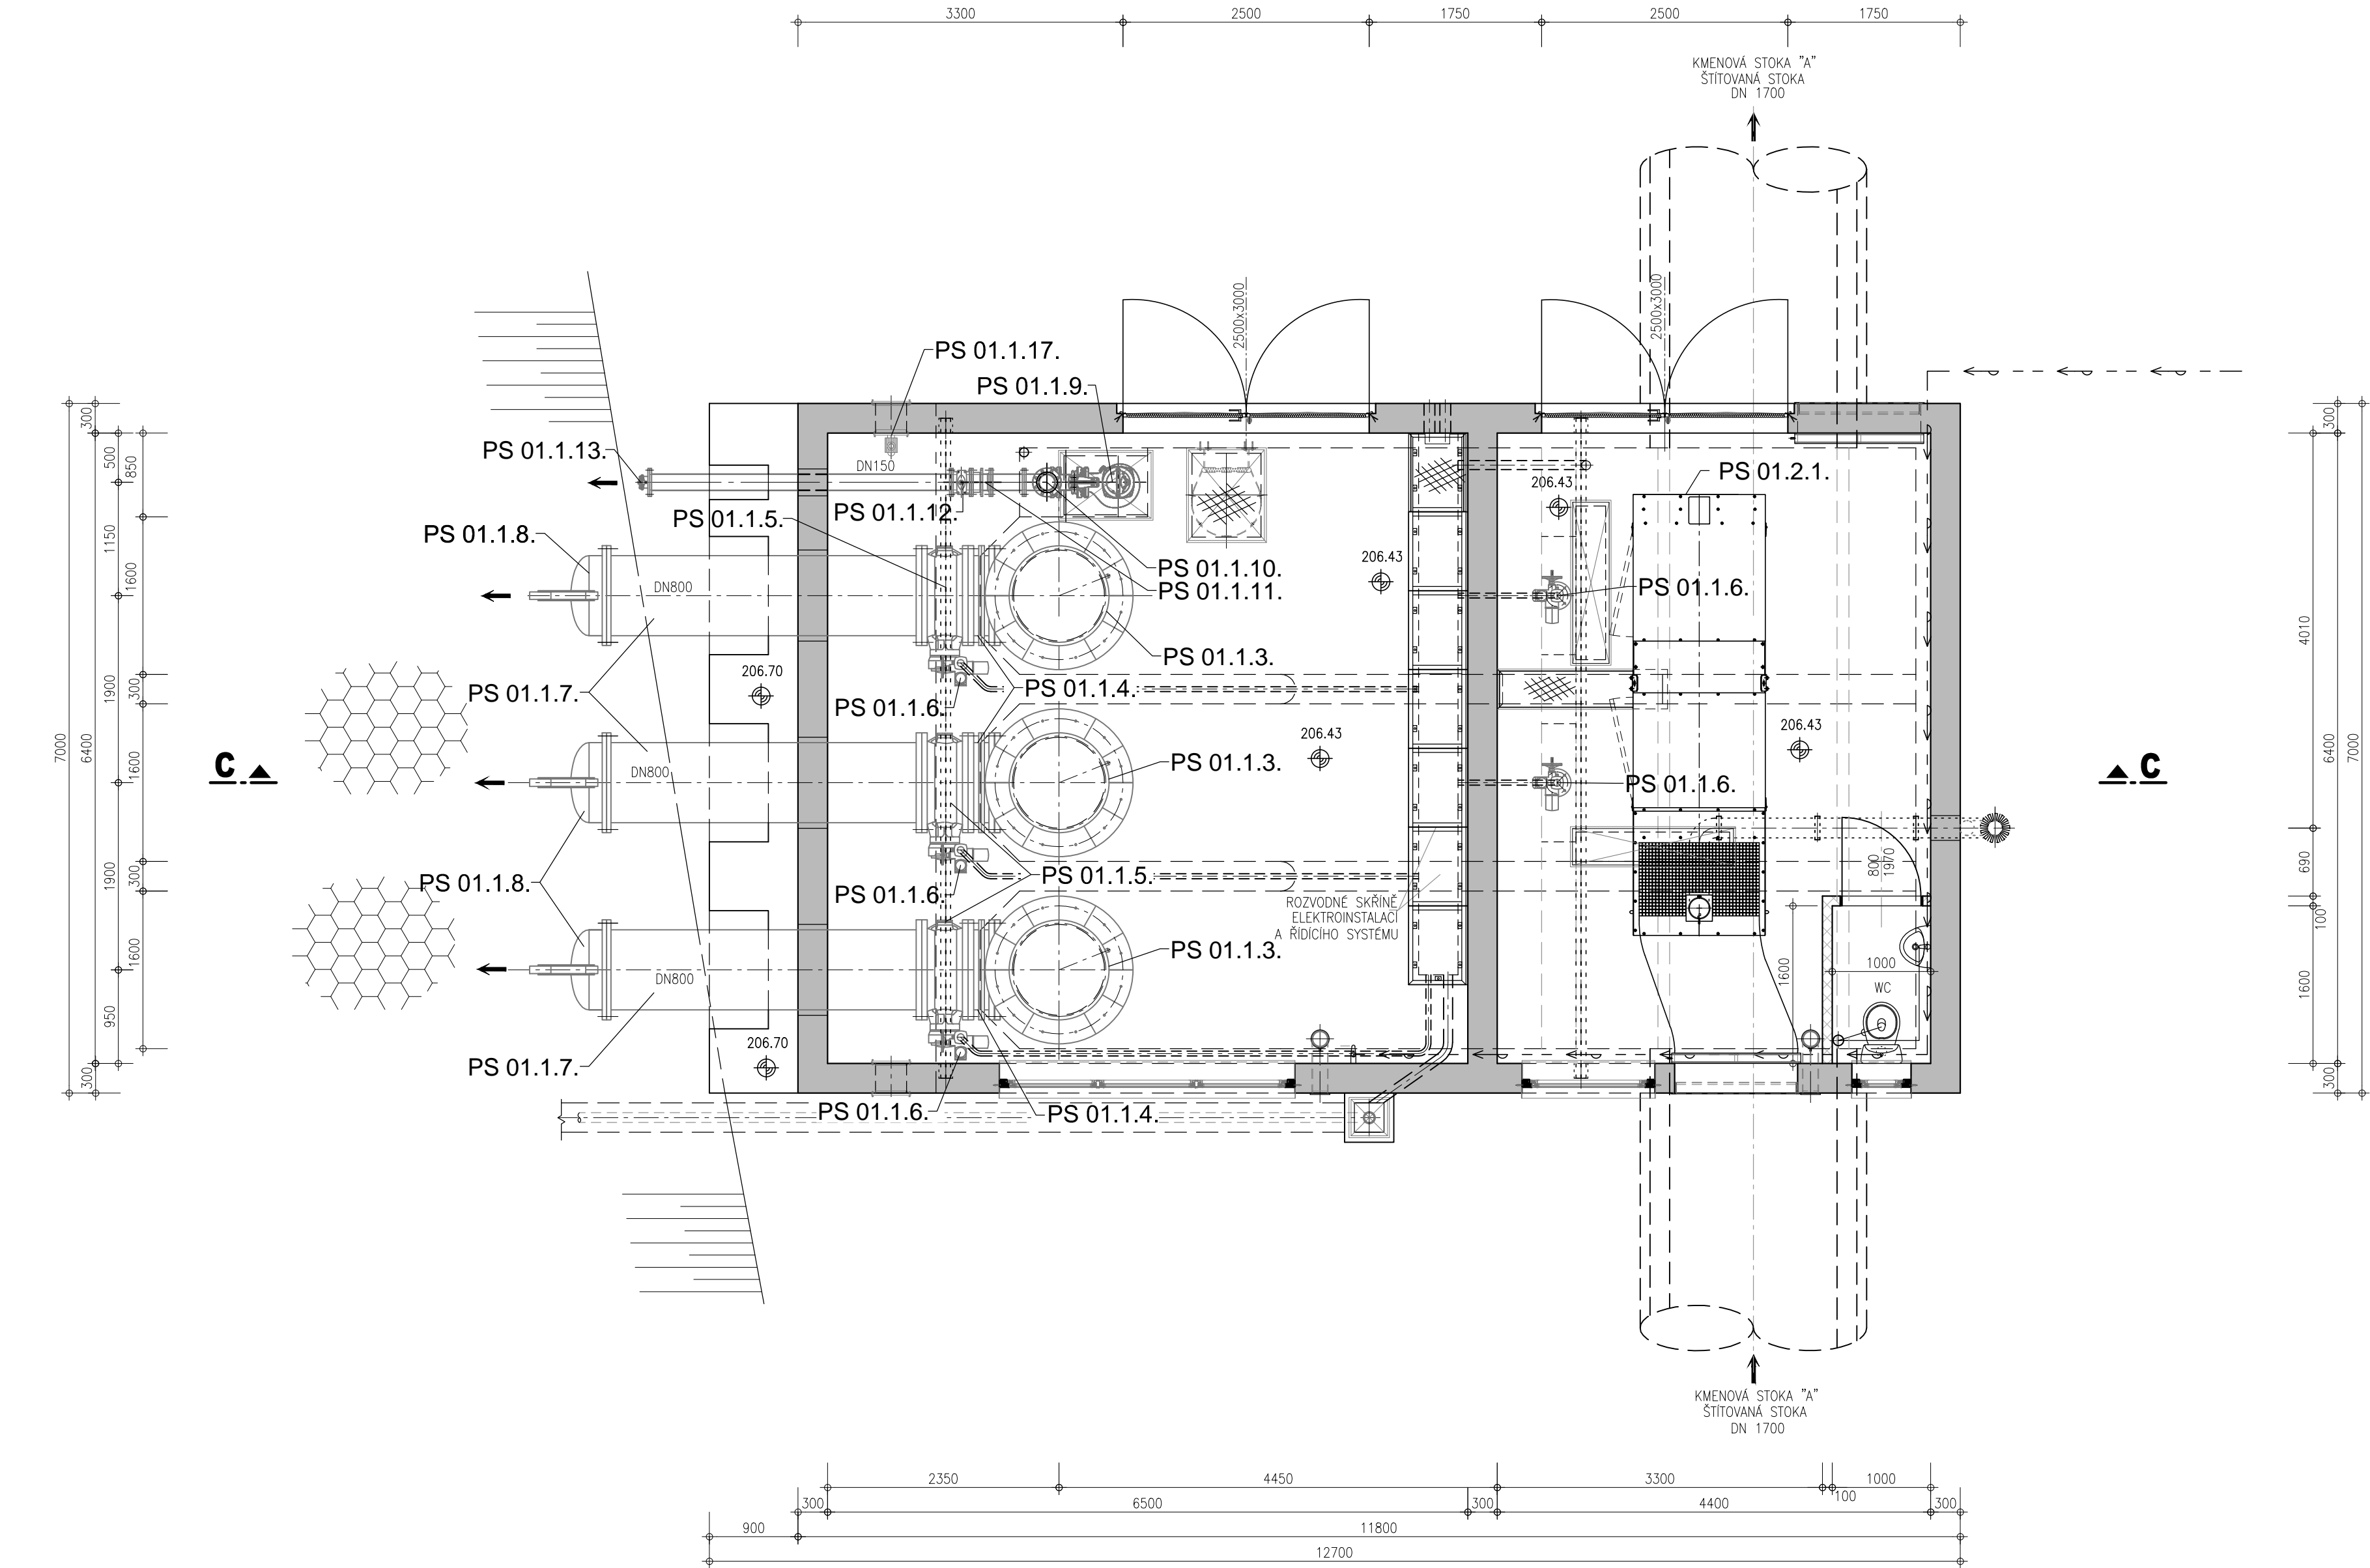 3300
2500
1750
2500
1750
KMENOVÁ STOKA "A"
ŠTÍTOVANÁ STOKA
DN 1700
2500x3000
2500x3000
PS 01.1.17.
PS 01.1.9.
PS 01.1.13.
DN150
PS 01.1.12.
PS 01.1.5.
PS 01.1.8.
DN800
PS 01.1.10.
PS 01.1.11.
206.43
206.43
PS 01.2.1.
PS 01.1.6.
PS 01.1.3.
206.70
PS 01.1.7.
PS 01.1.4.
PS 01.1.6.
206.43
206.43
C
DN800
PS 01.1.3.
PS 01.1.6.
C
PS 01.1.8.
PS 01.1.6.
PS 01.1.5.
800
1970
ROZVODNÉ SKŘÍNĚ
ELEKTROINSTALACÍ
A ŘÍDÍCÍHO SYSTÉMU
PS 01.1.3.
DN800
1600
1000
WC
206.70
PS 01.1.7.
PS 01.1.6.
PS 01.1.4.
7000
300
6400
300
500
1150
1900
1900
950
850
1600
300
1600
300
1600
300
4010
690
100
1600
6400
300
7000
KMENOVÁ STOKA "A"
ŠTÍTOVANÁ STOKA
DN 1700
2350
4450
3300
100
1000
300
6500
300
4400
300
900
11800
12700